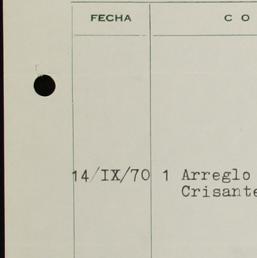 FECHA C O
14/IX/70 1 Arreglo
Crisante